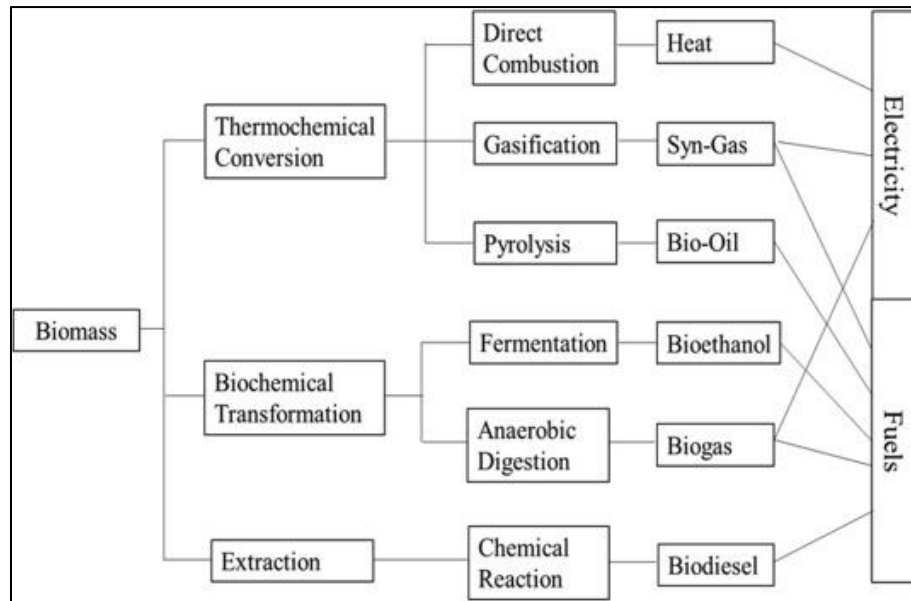 Direct
Combustion
Heat
Electricity
Thermochemical
Conversion
Gasification
Syn-Gas
Pyrolysis
Bio-Oil
Biomass
Fermentation
Bioethanol
Fuels
Biochemical
Transformation
Anaerobic
Digestion
Biogas
Extraction
Chemical
Reaction
Biodiesel